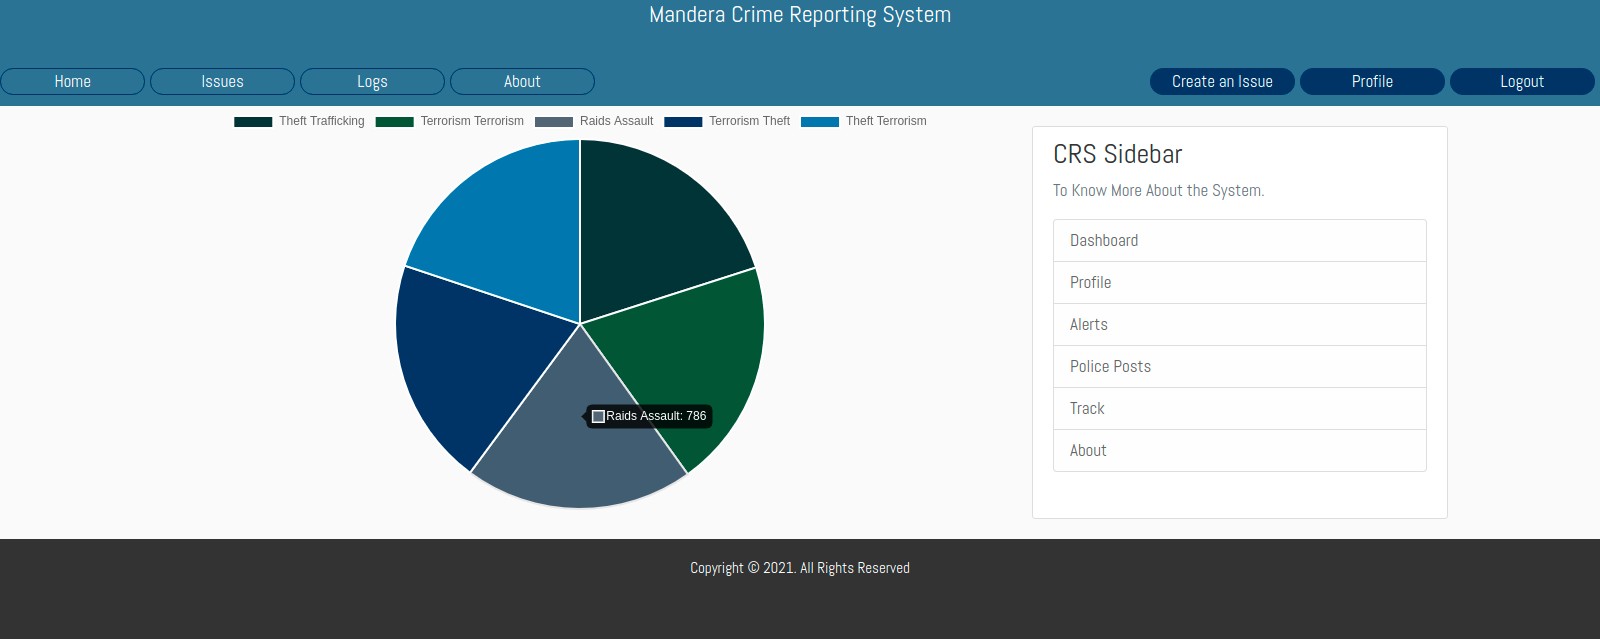 Mandera Crime Reporting System
Home Issues Logs About Create an Issue Profile Logout
Theft Trafficking Terrorism Terrorism Raids Assault Terrorism Theft Theft Terrorism
Raids Assault: 786
CRS Sidebar
To Know More About the System.
Dashboard
Profile
Alerts
Police Posts
Track
About
Copyright © 2021. All Rights Reserved